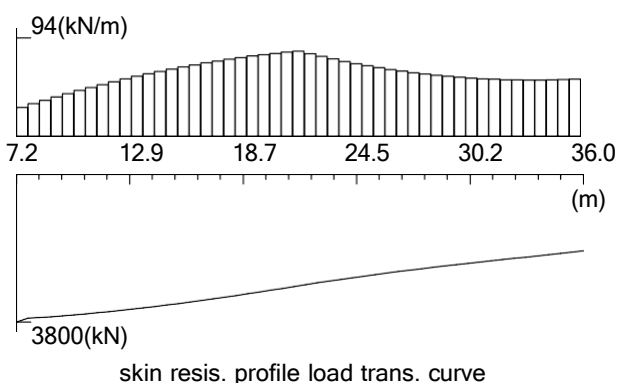 94(kN/m)
7.2 12.9 18.7 24.5 30.2 36.0
(m)
3800(kN)
skin resis. profile load trans. curve